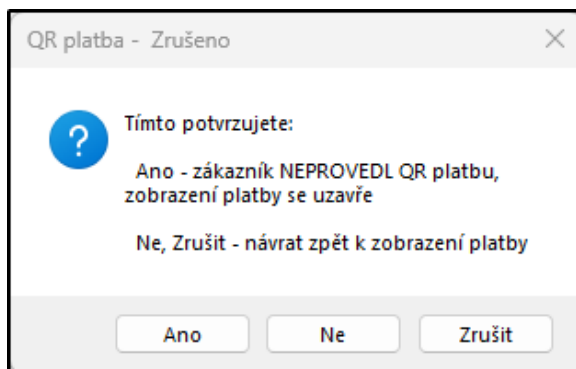 QR platba - Zrušeno
Tímto potvrzujete:
Ano - zákazník NEPROVEDL QR platbu,
zobrazení platby se uzavře
Ne, Zrušit - návrat zpět k zobrazení platby
Ano
Ne
Zrušit